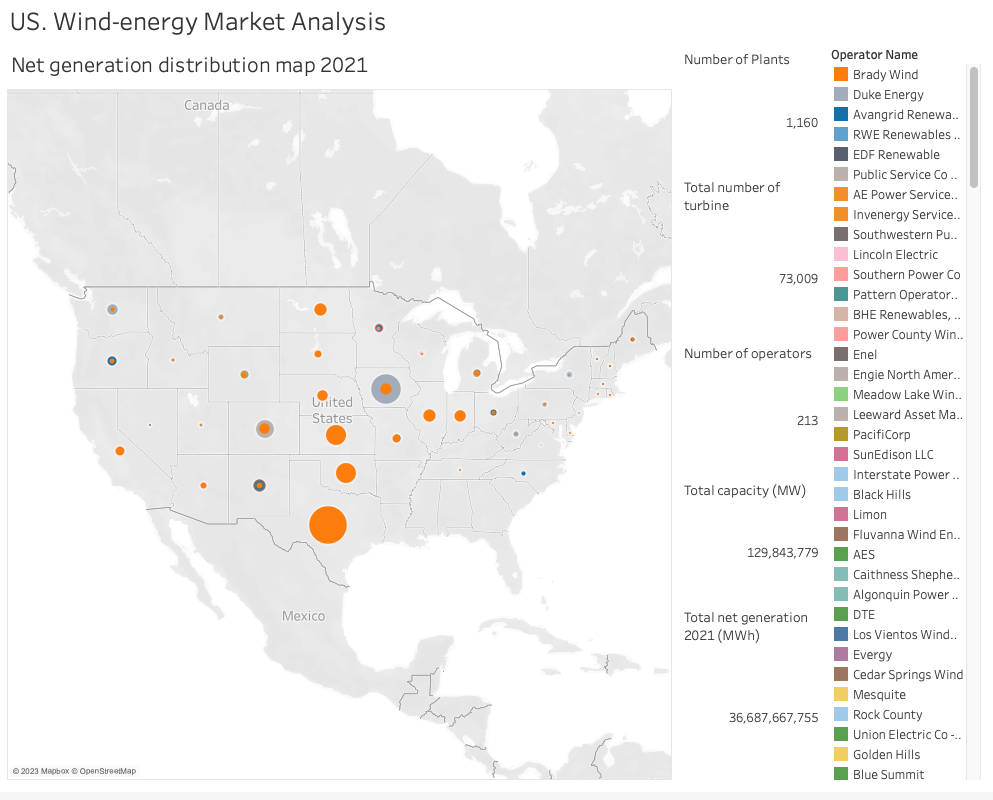 US. Wind-energy Market Analysis
Net generation distribution map 2021
Canada
United
States
Mexico
© 2023 Mapbox © OpenStreetMap
Number of Plants
1,160
Total number of
turbine
73,009
Number of operators
213
Total capacity (MW)
129,843,779
Total net generation
2021 (MWh)
36,687,667,755
Operator Name
Brady Wind
Duke Energy
Avangrid Renewa..
RWE Renewables ..
EDF Renewable
Public Service Co ..
AE Power Service..
Invenergy Service..
Southwestern Pu..
Lincoln Electric
Southern Power Co
Pattern Operator..
BHE Renewables, ..
Power County Win..
Enel
Engie North Amer..
Meadow Lake Win..
Leeward Asset Ma..
PacifiCorp
SunEdison LLC
Interstate Power ..
Black Hills
Limon
Fluvanna Wind En..
AES
Caithness Shephe..
Algonquin Power ..
DTE
Los Vientos Wind..
Evergy
Cedar Springs Wind
Mesquite
Rock County
Union Electric Co -..
Golden Hills
Blue Summit